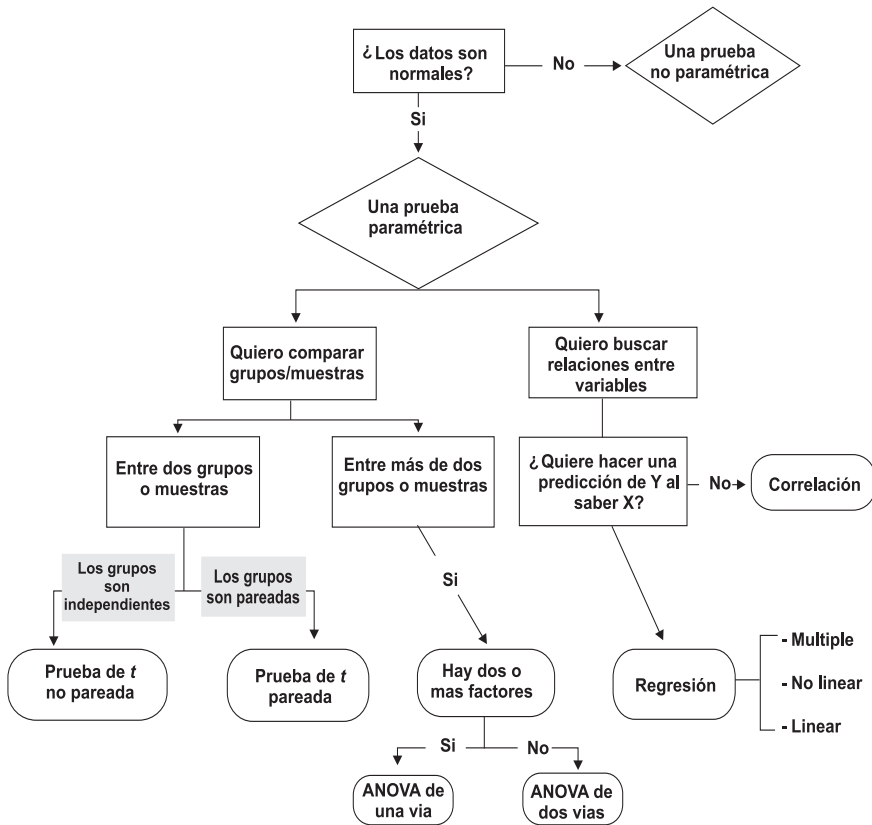 ¿Los datos son
normales?
No
Una prueba
no paramétrica
Si
Una prueba
paramétrica
Quiero comparar
grupos/muestras
Quiero buscar
relaciones entre
variables
Entre dos grupos
o muestras
Entre más de dos
grupos o muestras
¿Quiere hacer una
predicción de Y al
saber X?
No
Correlación
Los grupos
son
independientes
Los grupos
son pareadas
Si
Prueba de t
no pareada
Prueba de t
pareada
Hay dos o
mas factores
Regresión
- Multiple
- No linear
- Linear
Si
No
ANOVA de
una via
ANOVA de
dos vias